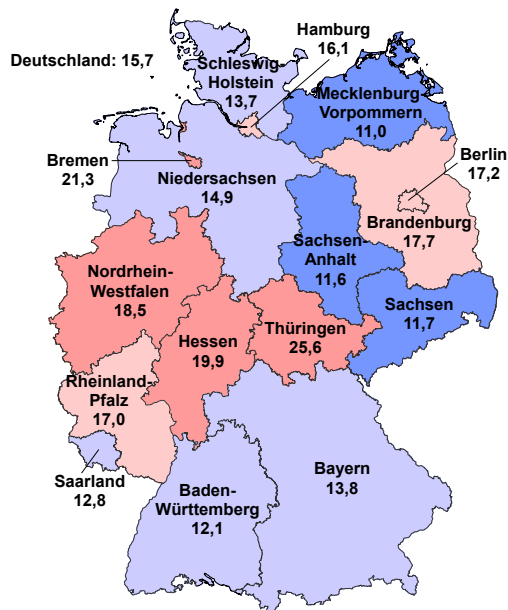 Deutschland: 15,7
Hamburg
16,1
Schleswig-
Holstein
13,7
Mecklenburg-
Vorpommern
11,0
Bremen
21,3
Niedersachsen
14,9
Berlin
17,2
Brandenburg
17,7
Sachsen-
Anhalt
11,6
Nordrhein-
Westfalen
18,5
Hessen
19,9
Thüringen
25,6
Sachsen
11,7
Rheinland-
Pfalz
17,0
Saarland
12,8
Baden-
Württemberg
12,1
Bayern
13,8